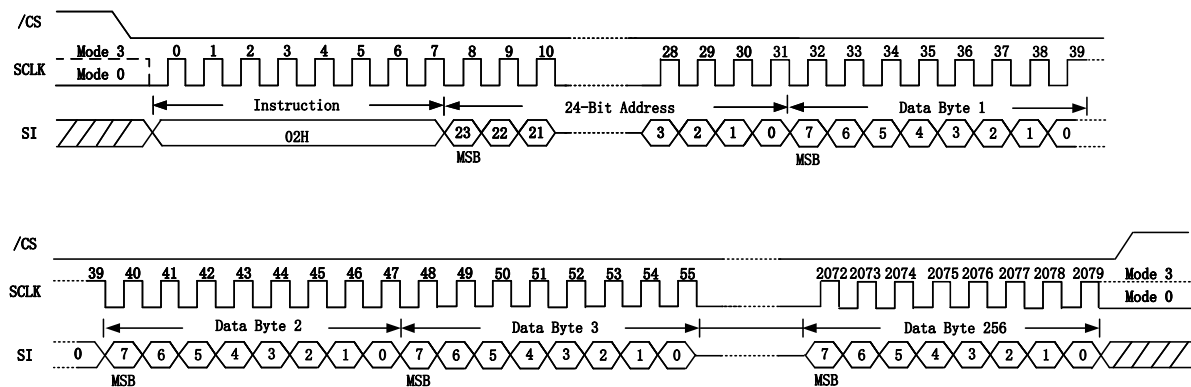 /CS
Mode 3 0 1 2 3 4 5 6 7 8 9 10 28 29 30 31 32 33 34 35 36 37 38 39
SCLK
Mode 0
Instruction 24-Bit Address Data Byte 1
SI 02H 23 22 21 3 2 1 0 7 6 5 4 3 2 1 0
MSB MSB
/CS
39 40 41 42 43 44 45 46 47 48 49 50 51 52 53 54 55 2072 2073 2074 2075 2076 2077 2078 2079 Mode 3
SCLK
Mode 0
Data Byte 2 Data Byte 3 Data Byte 256
SI 0 7 6 5 4 3 2 1 0 7 6 5 4 3 2 1 0 7 6 5 4 3 2 1 0
MSB MSB MSB